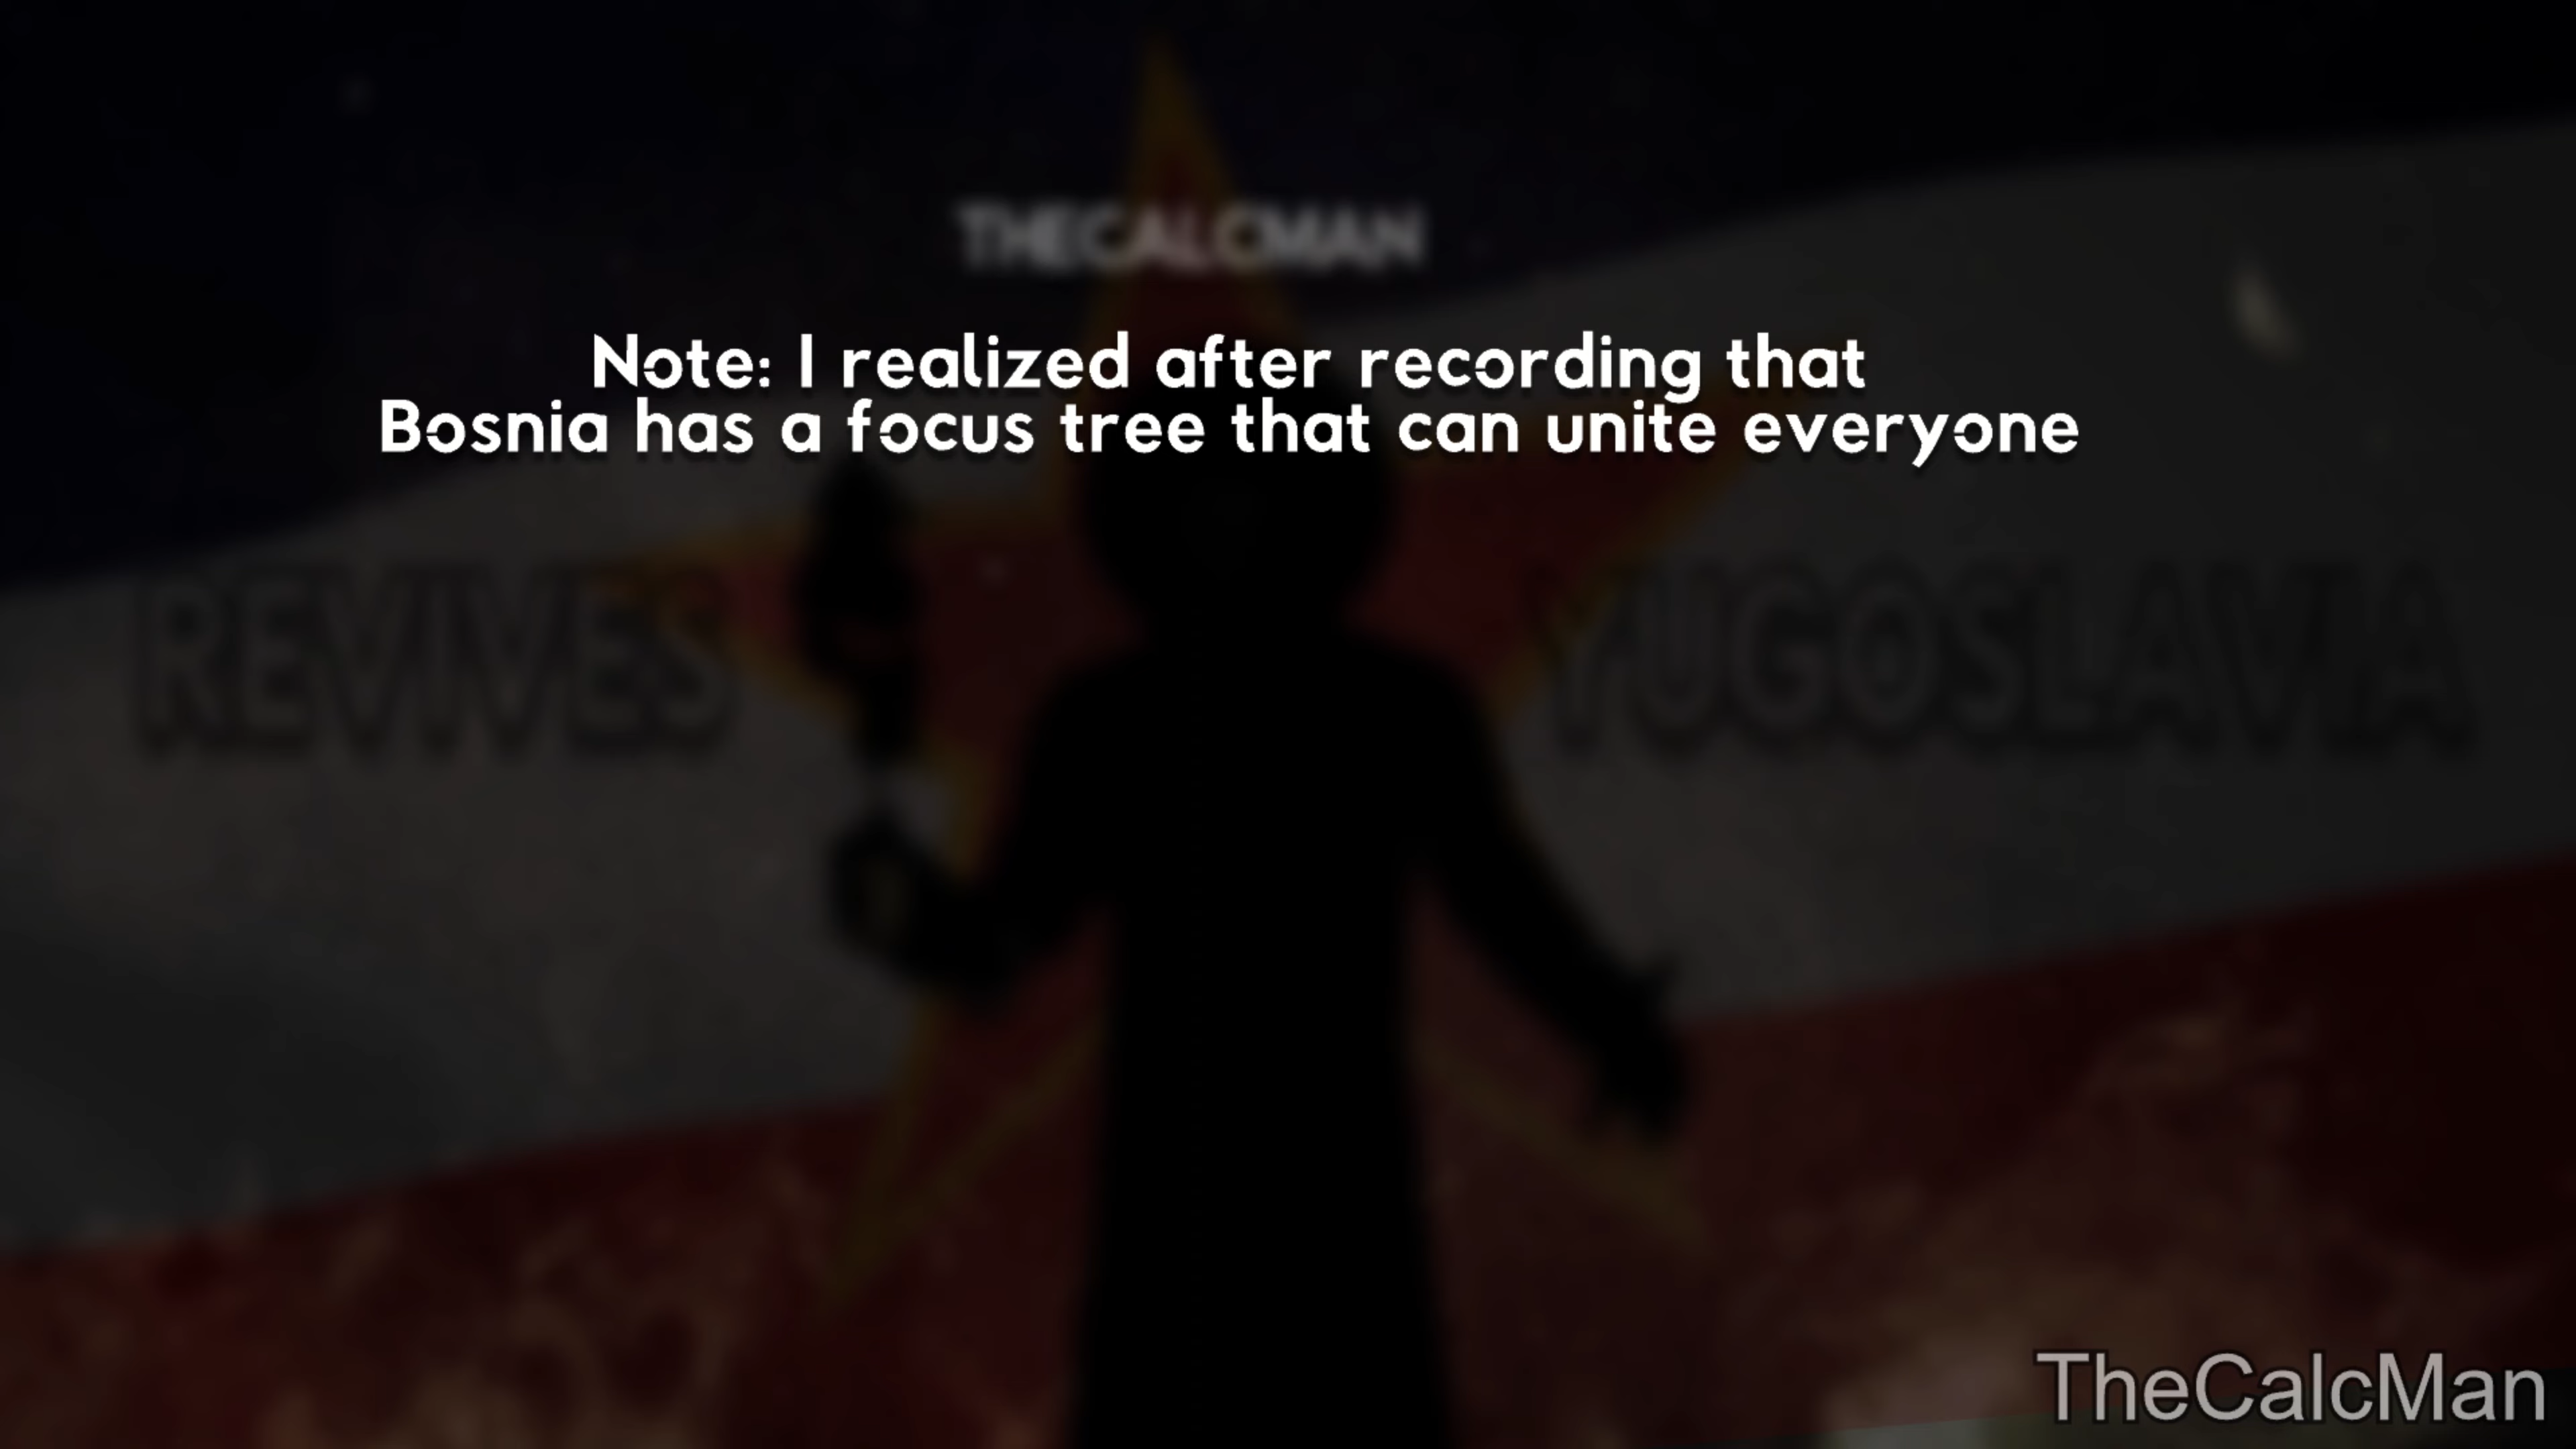 THECALCMAN
Note: I realized after recording that
Bosnia has a focus tree that can unite everyone
REVIVES YUGOSLAVIA
TheCalcMan